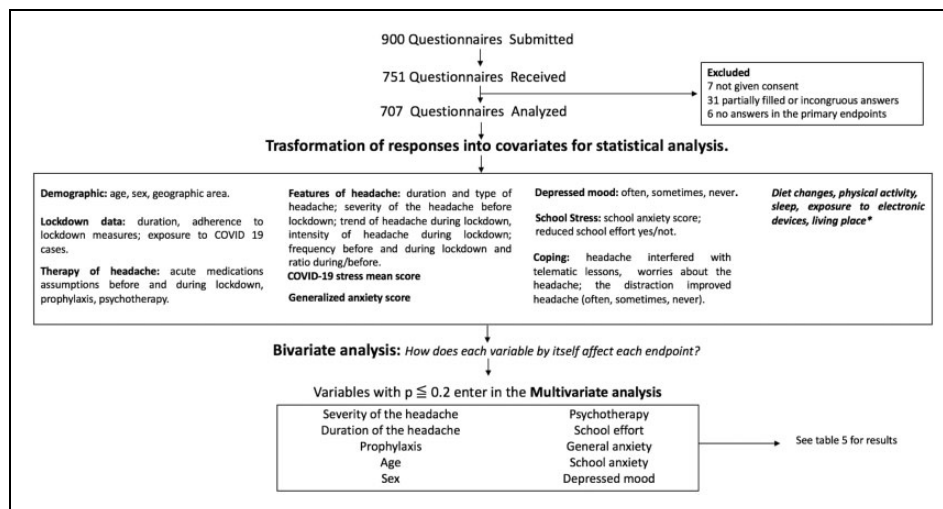 900 Questionnaires Submitted
751 Questionnaires Received
Excluded
7 not given consent
31 partially filled or incongruous answers
6 no answers in the primary endpoints
707 Questionnaires Analyzed
Trasformation of responses into covariates for statistical analysis.
Demographic: age, sex, geographic area.
Lockdown data: duration, adherence to
lockdown measures; exposure to COVID 19
cases.
Therapy of headache: acute medications
assumptions before and during lockdown,
prophylaxis, psychotherapy.
Features of headache: duration and type of
headache; severity of the headache before
lockdown; trend of headache during lockdown,
intensity of headache during lockdown;
frequency before and during lockdown and
ratio during/before.
COVID-19 stress mean score
Generalized anxiety score
Depressed mood: often, sometimes, never.
School Stress: school anxiety score;
reduced school effort yes/not.
Coping: headache interfered with
telematic lessons, worries about the
headache; the distraction improved
headache (often, sometimes, never).
Diet changes, physical activity,
sleep, exposure to electronic
devices, living place*
Bivariate analysis: How does each variable by itself affect each endpoint?
Variables with p ≦ 0.2 enter in the Multivariate analysis
Severity of the headache
Duration of the headache
Prophylaxis
Age
Sex
Psychotherapy
School effort
General anxiety
School anxiety
Depressed mood
See table 5 for results